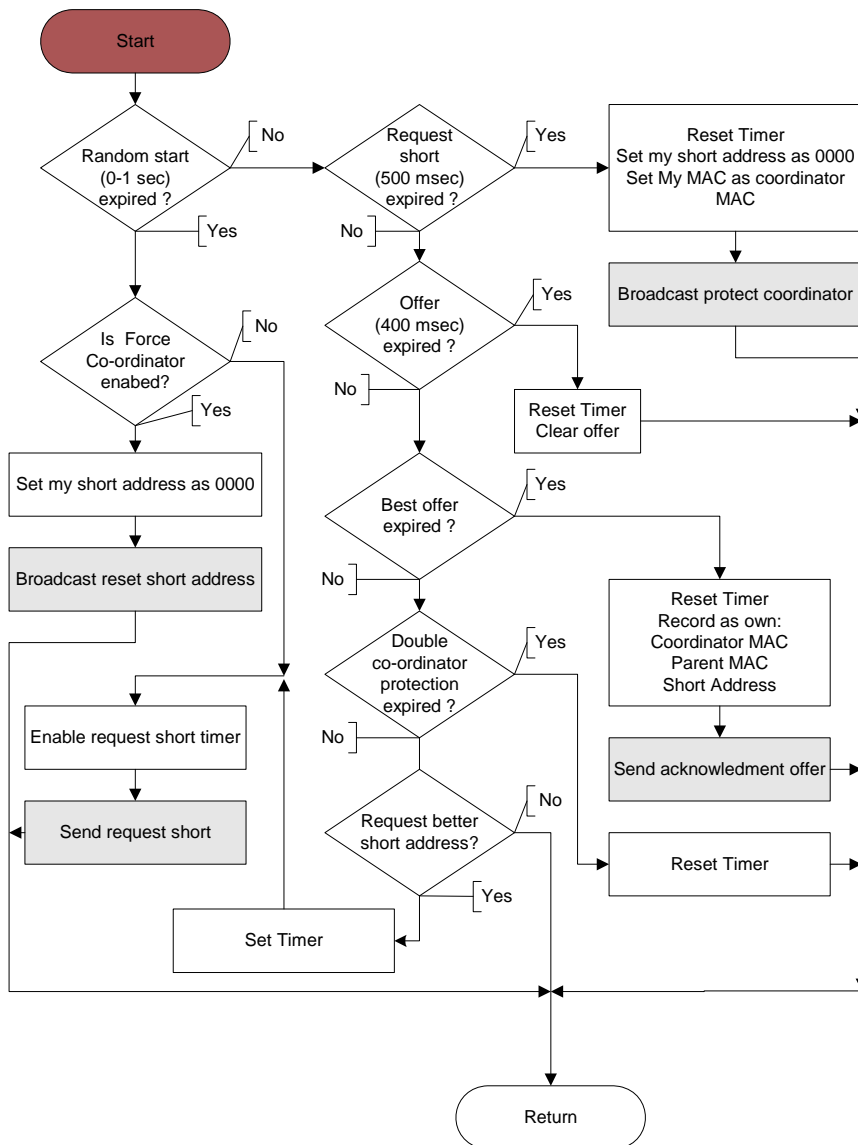 Start
Random start
(0-1 sec)
expired ?
No
Yes
Request
short
(500 msec)
expired ?
Yes
No
Reset Timer
Set my short address as 0000
Set My MAC as coordinator
MAC
Broadcast protect coordinator
Is Force
Co-ordinator
enabed?
No
Yes
Offer
(400 msec)
expired ?
Yes
No
Reset Timer
Clear offer
Set my short address as 0000
Broadcast reset short address
Best offer
expired ?
Yes
No
Reset Timer
Record as own:
Coordinator MAC
Parent MAC
Short Address
Send acknowledment offer
Double
co-ordinator
protection
expired ?
Yes
No
Enable request short timer
Send request short
Request better
short address?
No
Yes
Reset Timer
Set Timer
Return